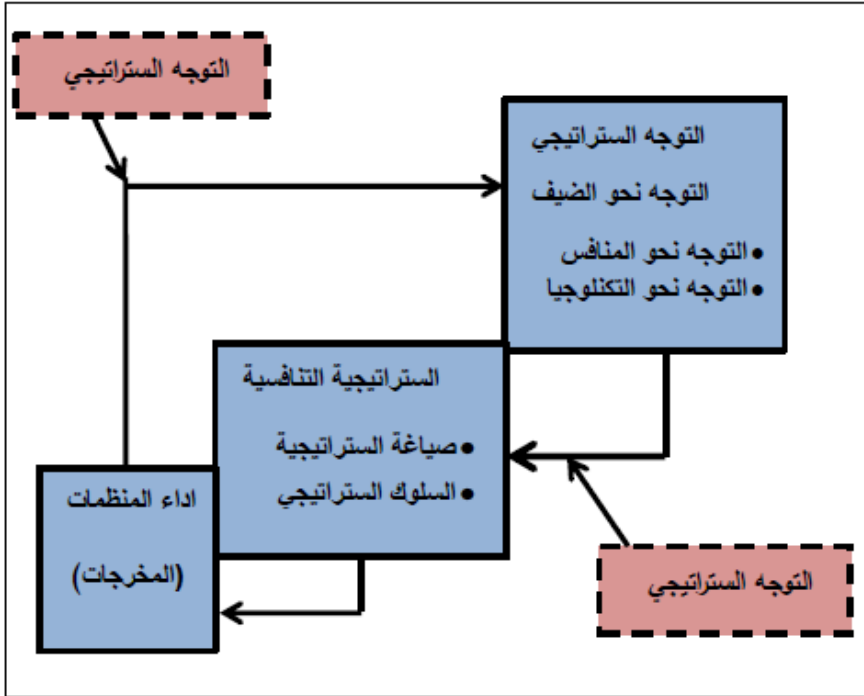 التوجه الستراتيجي
التوجه الستراتيجي
التوجه نحو الضيف
• التوجه نحو المنافس
• التوجه نحو التكنلوجيا
الستراتيجية التنافسية
• صياغة الستراتيجية
• السلوك الستراتيجي
اداء المنظمات
(المخرجات)
التوجه الستراتيجي